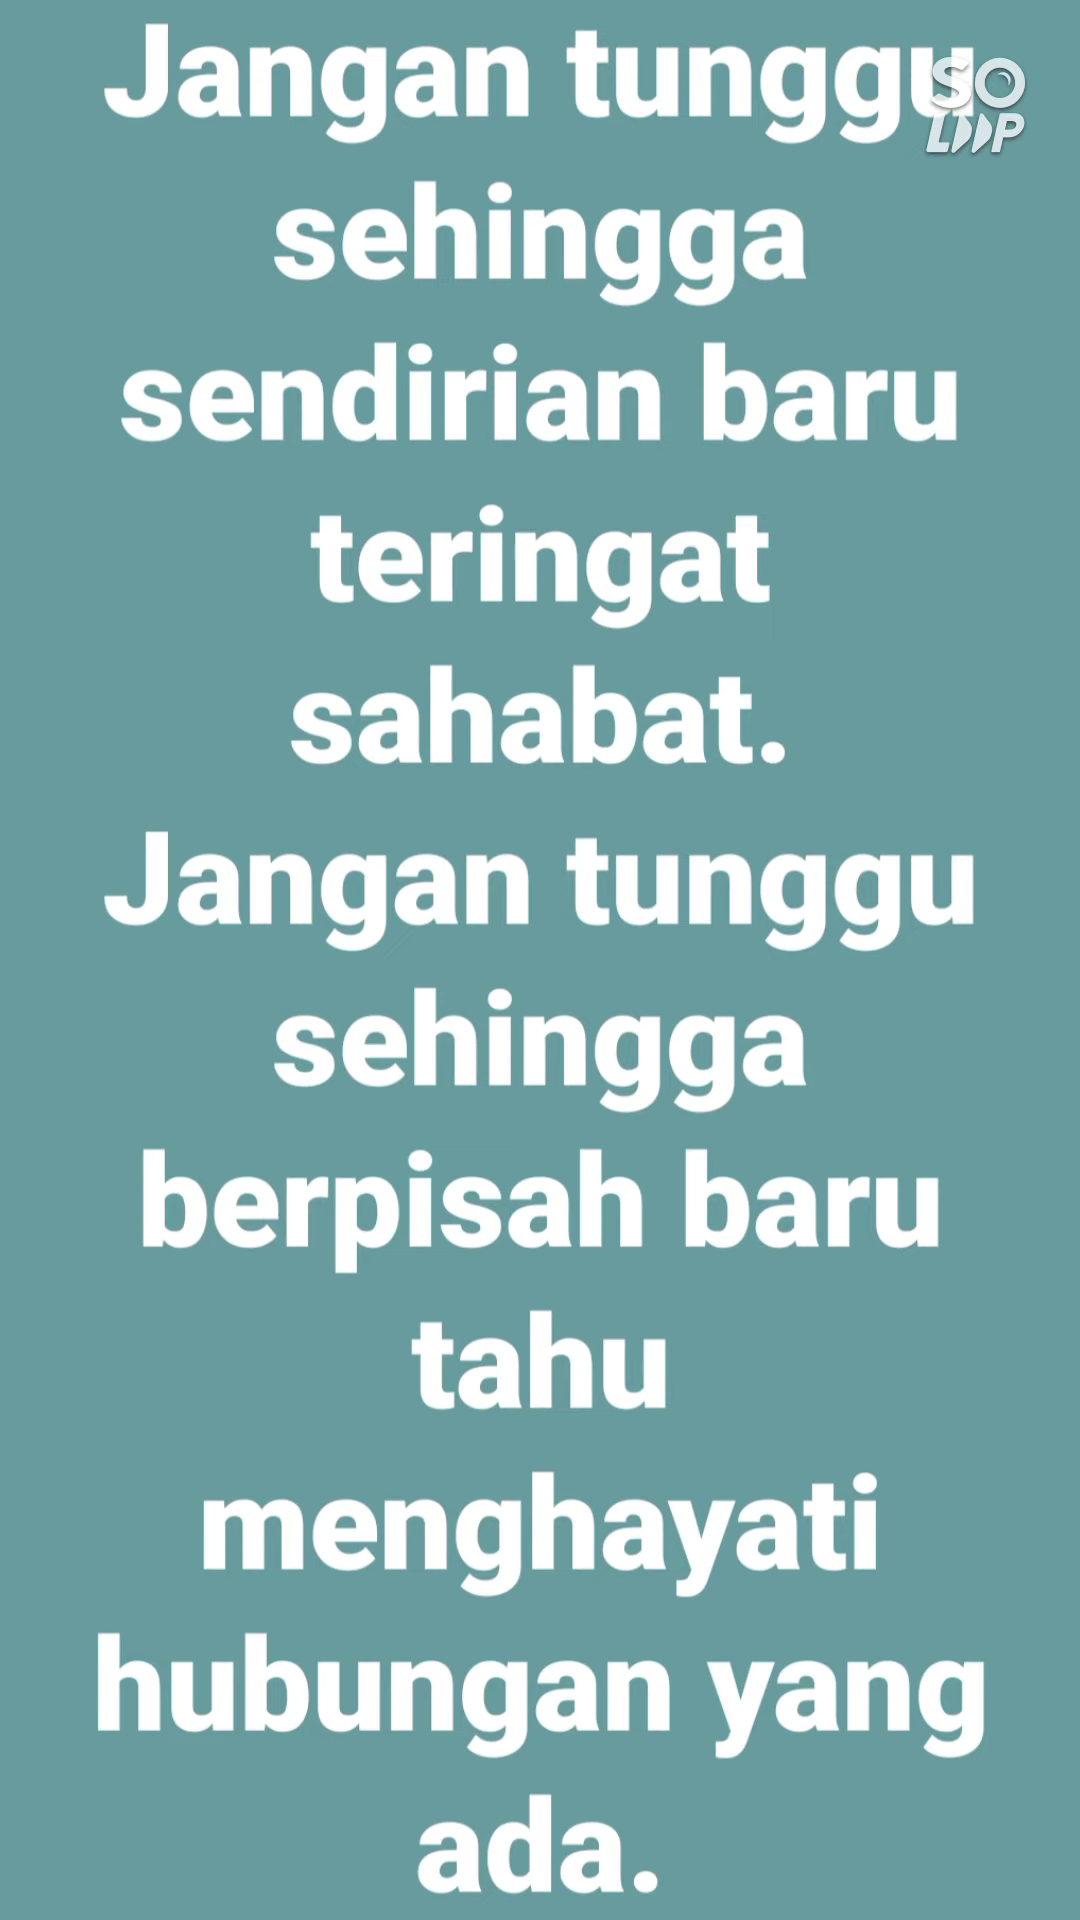 Jangan tunggu
sehingga
sendirian baru
teringat
sahabat.
Jangan tunggu
sehingga
berpisah baru
tahu
menghayati
hubungan yang
ada.
SO
LOOP